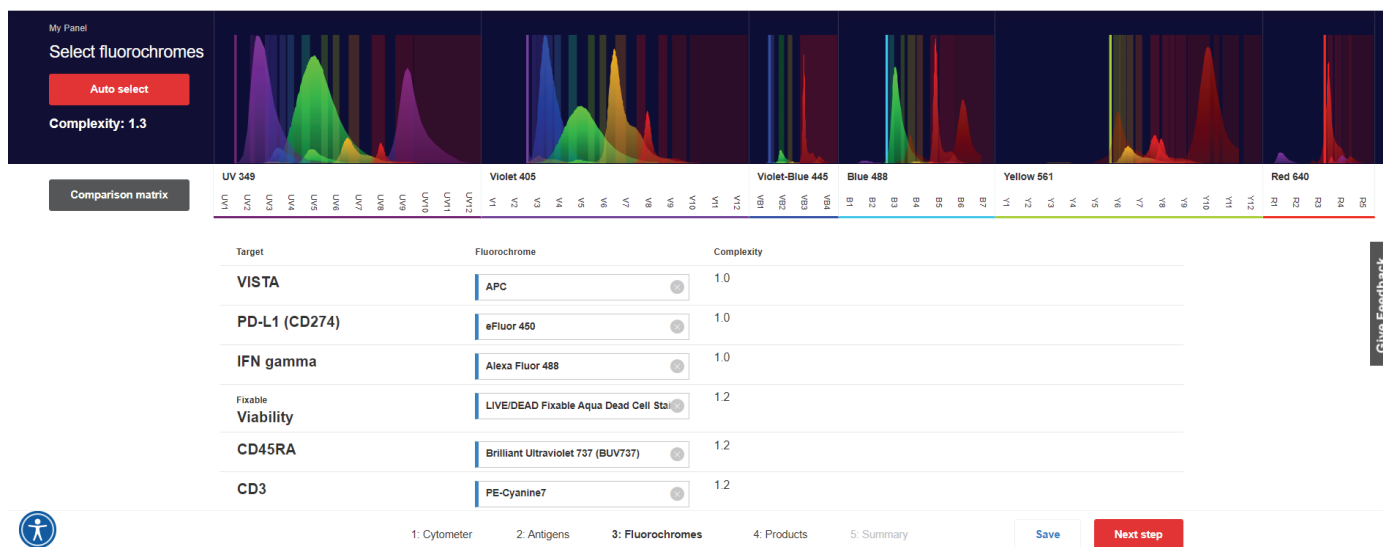 My Panel
Select fluorochromes
Auto select
Complexity: 1.3
Comparison matrix
UV 349 Violet 405 Violet-Blue 445 Blue 488 Yellow 561 Red 640
UV1 UV2 UV3 UV4 UV5 UV6 UV7 UV8 UV9 UV10 UV11 UV12 V1 V2 V3 V4 V5 V6 V7 V8 V9 V10 V11 V12 VB1 VB2 VB3 VB4 B1 B2 B3 B4 B5 B6 B7 Y1 Y2 Y3 Y4 Y5 Y6 Y7 Y8 Y9 Y10 Y11 Y12 R1 R2 R3 R4 R5
Target Fluorochrome Complexity
VISTA APC 1.0
PD-L1 (CD274) eFluor 450 1.0
IFN gamma Alexa Fluor 488 1.0
Fixable
Viability LIVE/DEAD Fixable Aqua Dead Cell Stai 1.2
CD45RA Brilliant Ultraviolet 737 (BUV737) 1.2
CD3 PE-Cyanine7 1.2
Give Feedback
1: Cytometer 2: Antigens 3: Fluorochromes 4: Products 5: Summary Save Next step